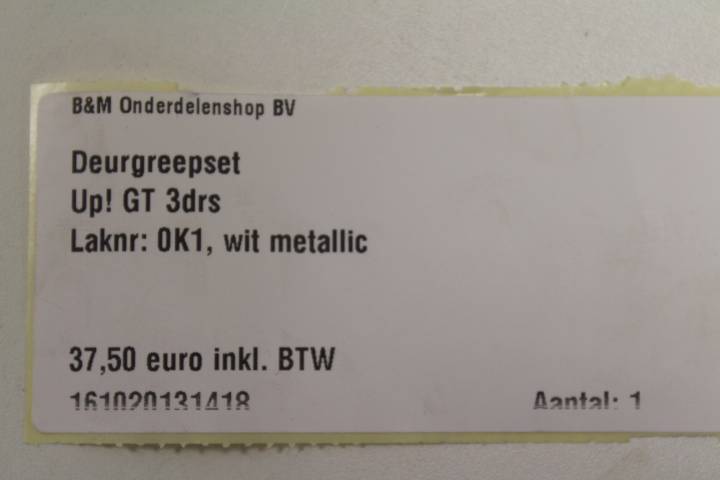 B&M Onderdelenshop BV
Deurgreepset
Up! GT 3drs
Laknr: 0K1, wit metallic
37,50 euro inkl. BTW
161020131418
Aantal: 1